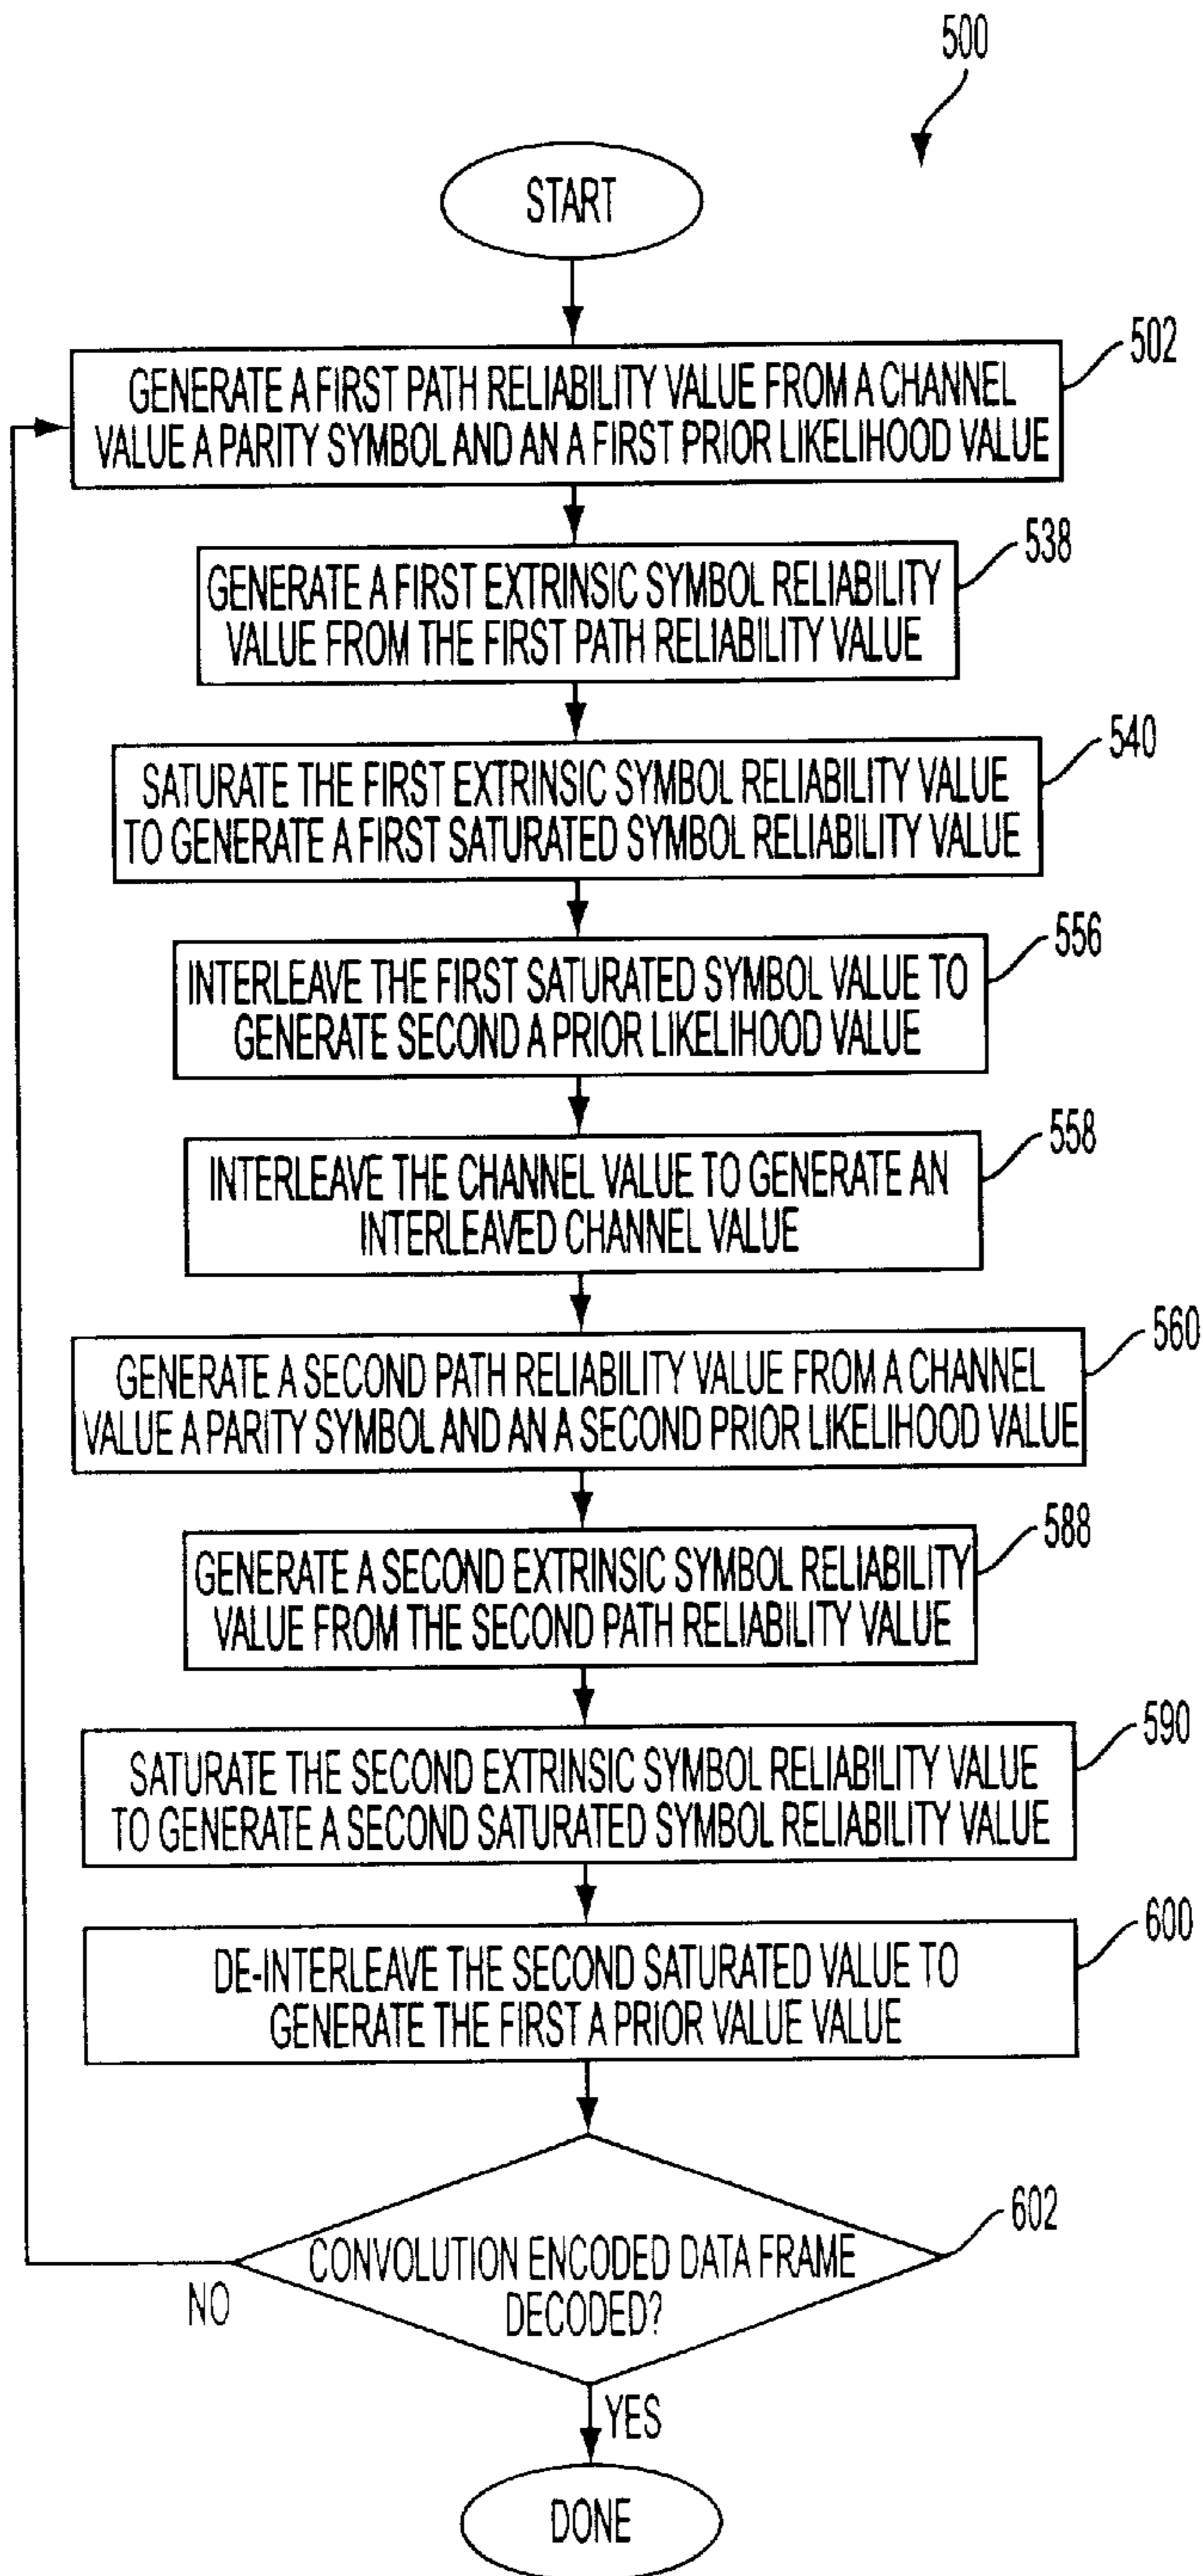 500
START
502
GENERATE A FIRST PATH RELIABILITY VALUE FROM A CHANNEL
VALUE A PARITY SYMBOL AND AN A FIRST PRIOR LIKELIHOOD VALUE
538
GENERATE A FIRST EXTRINSIC SYMBOL RELIABILITY
VALUE FROM THE FIRST PATH RELIABILITY VALUE
540
SATURATE THE FIRST EXTRINSIC SYMBOL RELIABILITY VALUE
TO GENERATE A FIRST SATURATED SYMBOL RELIABILITY VALUE
556
INTERLEAVE THE FIRST SATURATED SYMBOL VALUE TO
GENERATE SECOND A PRIOR LIKELIHOOD VALUE
558
INTERLEAVE THE CHANNEL VALUE TO GENERATE AN
INTERLEAVED CHANNEL VALUE
560
GENERATE A SECOND PATH RELIABILITY VALUE FROM A CHANNEL
VALUE A PARITY SYMBOL AND AN A SECOND PRIOR LIKELIHOOD VALUE
588
GENERATE A SECOND EXTRINSIC SYMBOL RELIABILITY
VALUE FROM THE SECOND PATH RELIABILITY VALUE
590
SATURATE THE SECOND EXTRINSIC SYMBOL RELIABILITY VALUE
TO GENERATE A SECOND SATURATED SYMBOL RELIABILITY VALUE
600
DE-INTERLEAVE THE SECOND SATURATED VALUE TO
GENERATE THE FIRST A PRIOR VALUE VALUE
602
CONVOLUTION ENCODED DATA FRAME
DECODED?
NO
YES
DONE